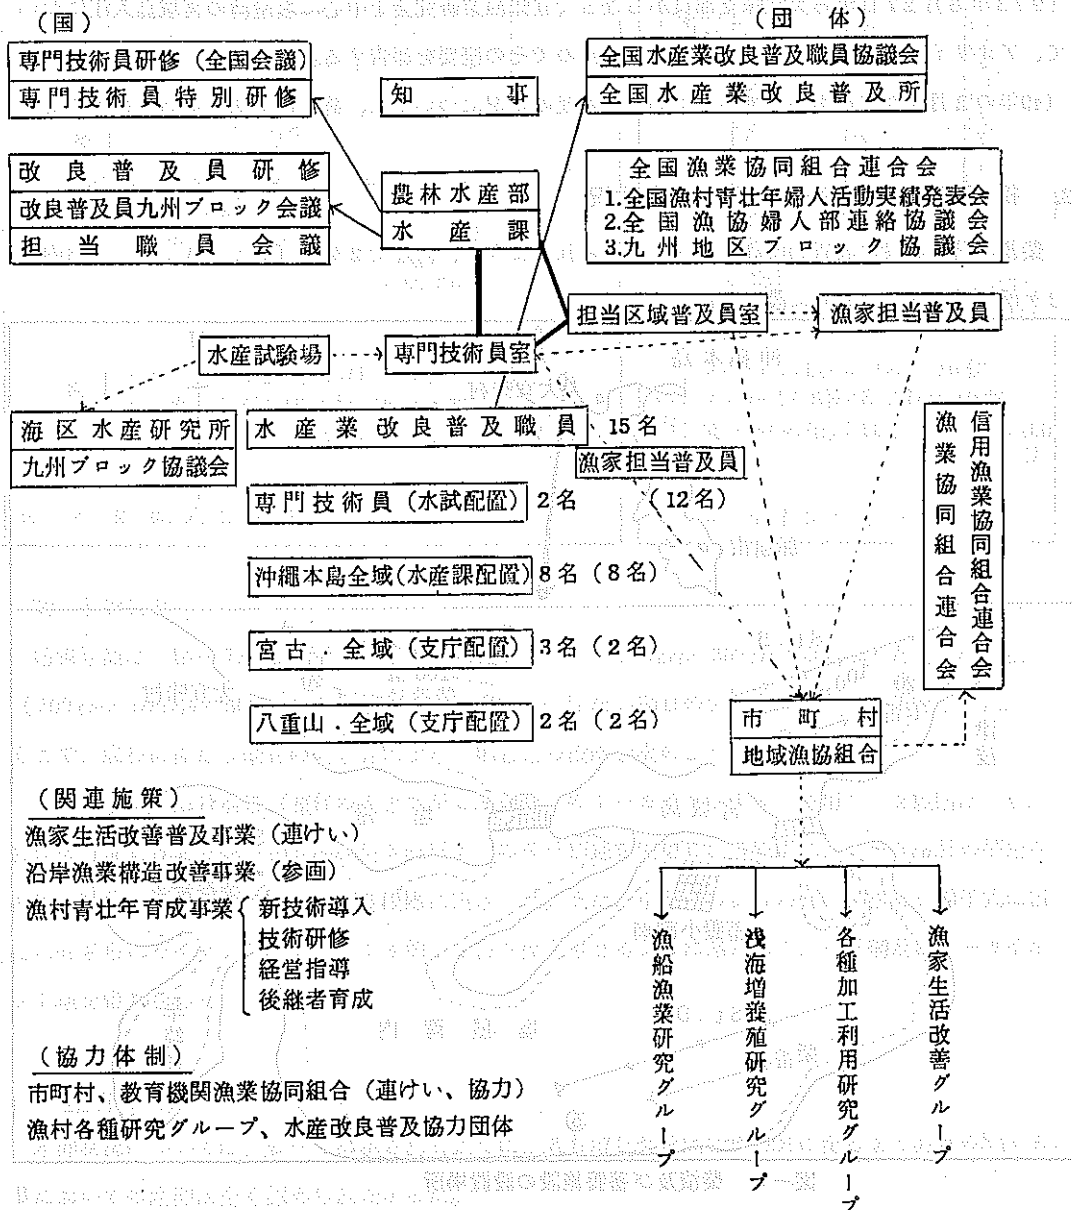 （国）
専門技術員研修（全国会議）
専門技術員特別研修
改良普及員研修
改良普及員九州ブロック会議
担当職員会議
知事
農林水産部
水産課
（団体）
全国水産業改良普及職員協議会
全国水産業改良普及所
全国漁業協同組合連合会
1.全国漁村青壮年婦人活動実績発表会
2.全国漁協婦人部連絡協議会
3.九州地区ブロック協議会
担当区域普及員室
漁家担当普及員
水産試験場
専門技術員室
海区水産研究所
九州ブロック協議会
水産業改良普及職員 15名
漁家担当普及員
専門技術員（水試配置） 2名 （12名）
沖縄本島全域（水産課配置） 8名（8名）
宮古．全域（支庁配置） 3名（2名）
八重山．全域（支庁配置） 2名（2名）
信用漁業協同組合連合会
漁業協同組合連合会
市町村
地域漁協組合
（関連施策）
漁家生活改善普及事業（連けい）
沿岸漁業構造改善事業（参画）
漁村青壮年育成事業｛新技術導入
技術研修
経営指導
後継者育成
（協力体制）
市町村、教育機関漁業協同組合（連けい、協力）
漁村各種研究グループ、水産改良普及協力団体
漁家生活改善グループ
各種加工利用研究グループ
浅海増養殖研究グループ
漁船漁業研究グループ